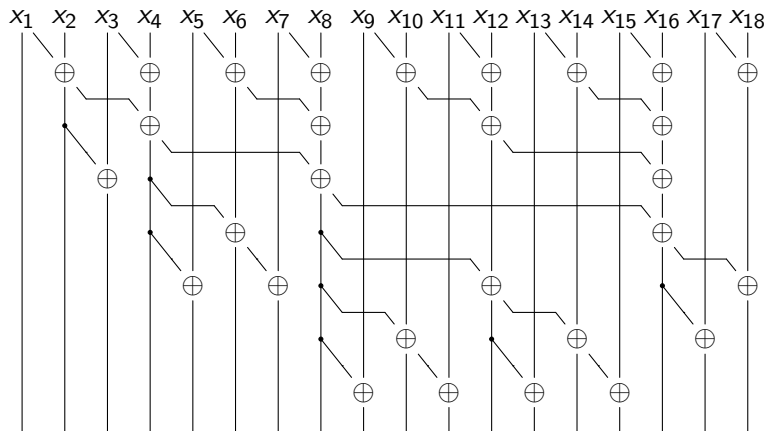 x₁ x₂ x₃ x₄ x₅ x₆ x₇ x₈ x₉ x₁₀ x₁₁ x₁₂ x₁₃ x₁₄ x₁₅ x₁₆ x₁₇ x₁₈